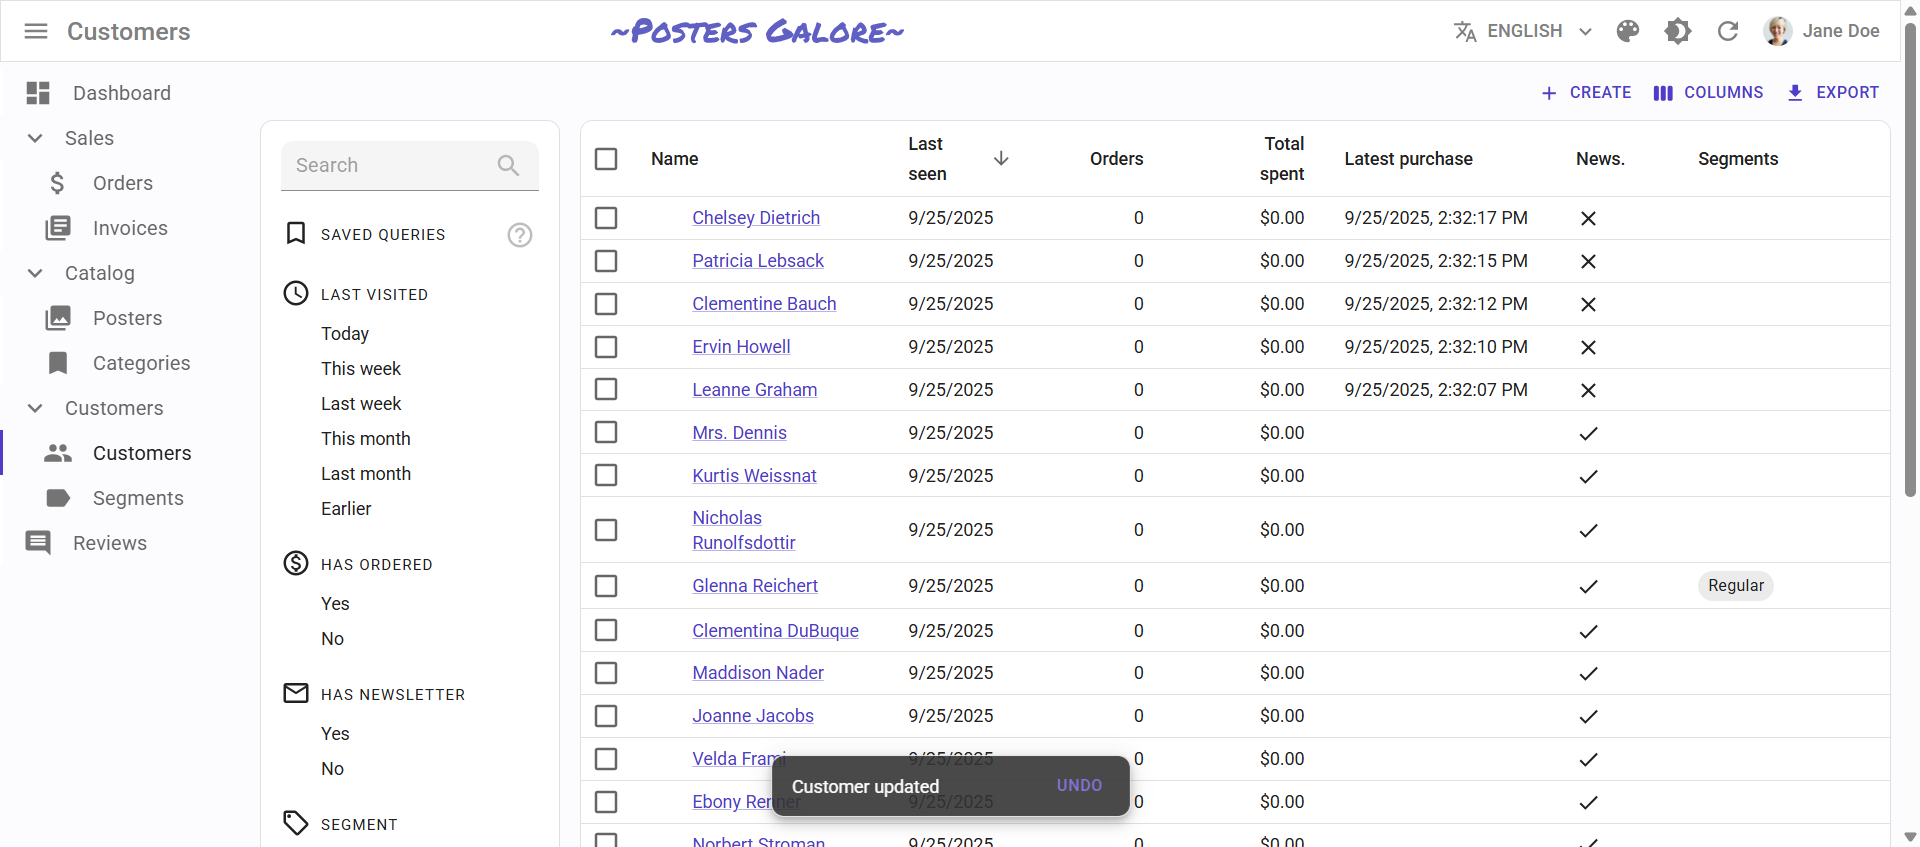 Customers
~Posters Galore~
ENGLISH
Jane Doe
Dashboard
Sales
Orders
Invoices
Catalog
Posters
Categories
Customers
Customers
Segments
Reviews
CREATE
COLUMNS
EXPORT
Search
SAVED QUERIES
?
LAST VISITED
Today
This week
Last week
This month
Last month
Earlier
HAS ORDERED
Yes
No
HAS NEWSLETTER
Yes
No
SEGMENT
Name Last seen Orders Total spent Latest purchase News. Segments
Chelsey Dietrich 9/25/2025 0 $0.00 9/25/2025, 2:32:17 PM
Patricia Lebsack 9/25/2025 0 $0.00 9/25/2025, 2:32:15 PM
Clementine Bauch 9/25/2025 0 $0.00 9/25/2025, 2:32:12 PM
Ervin Howell 9/25/2025 0 $0.00 9/25/2025, 2:32:10 PM
Leanne Graham 9/25/2025 0 $0.00 9/25/2025, 2:32:07 PM
Mrs. Dennis 9/25/2025 0 $0.00
Kurtis Weissnat 9/25/2025 0 $0.00
Nicholas Runolfsdottir 9/25/2025 0 $0.00
Glenna Reichert 9/25/2025 0 $0.00 Regular
Clementina DuBuque 9/25/2025 0 $0.00
Maddison Nader 9/25/2025 0 $0.00
Joanne Jacobs 9/25/2025 0 $0.00
Velda Frami 9/25/2025 0 $0.00
Ebony Renner 9/25/2025 0 $0.00
Norbert Stroman 9/25/2025 0 $0.00
Customer updated UNDO